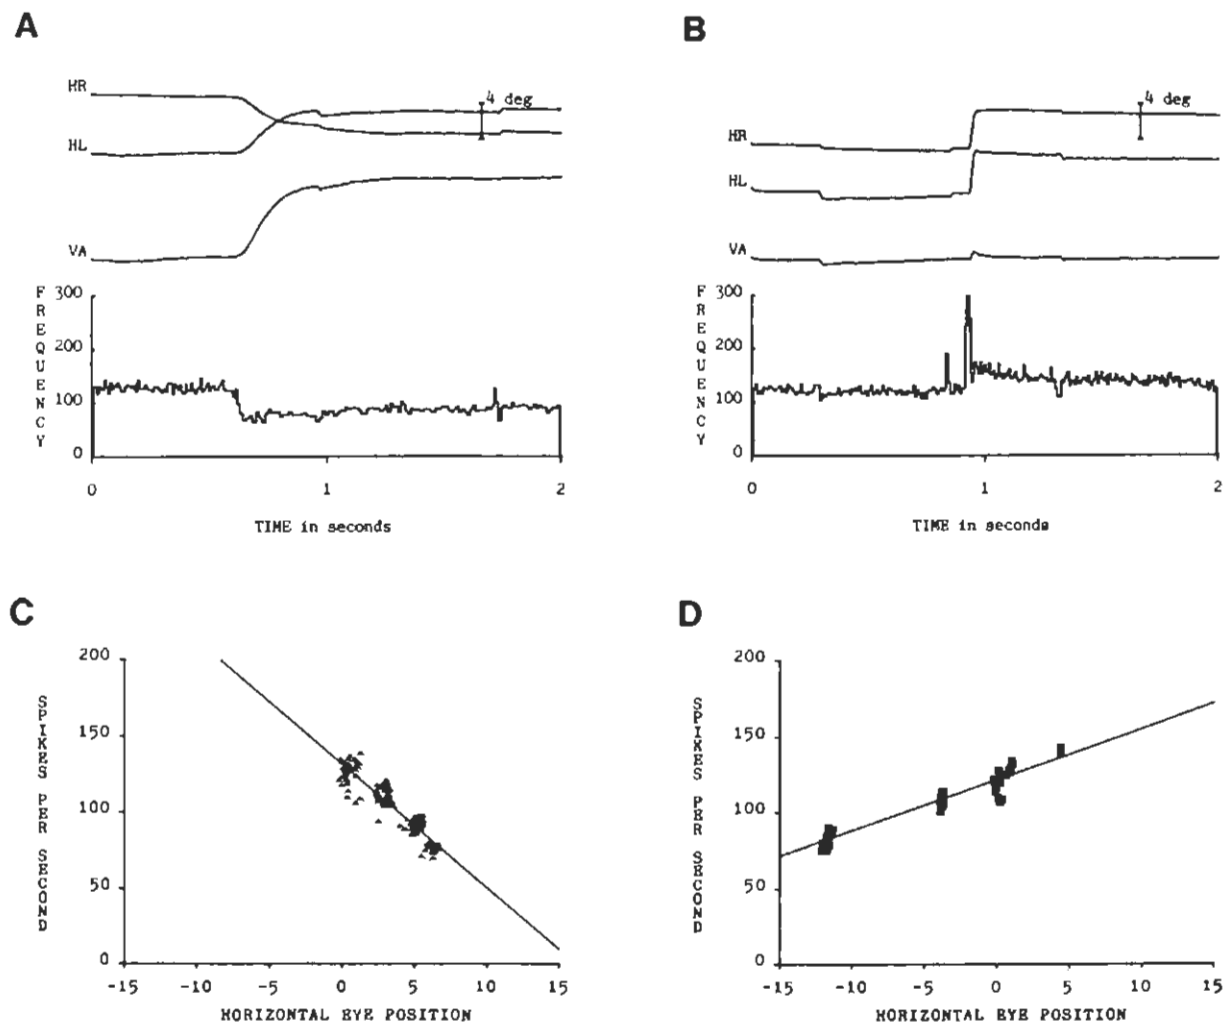 A
HR
HL
VA
4 deg
FREQUENCY
300
200
100
0
0 1 2
TIME in seconds
B
HR
HL
VA
4 deg
FREQUENCY
300
200
100
0
0 1 2
TIME in seconds
C
SPIKES PER SECOND
200
150
100
50
0
-15 -10 -5 0 5 10 15
HORIZONTAL EYE POSITION
D
SPIKES PER SECOND
200
150
100
50
0
-15 -10 -5 0 5 10 15
HORIZONTAL EYE POSITION